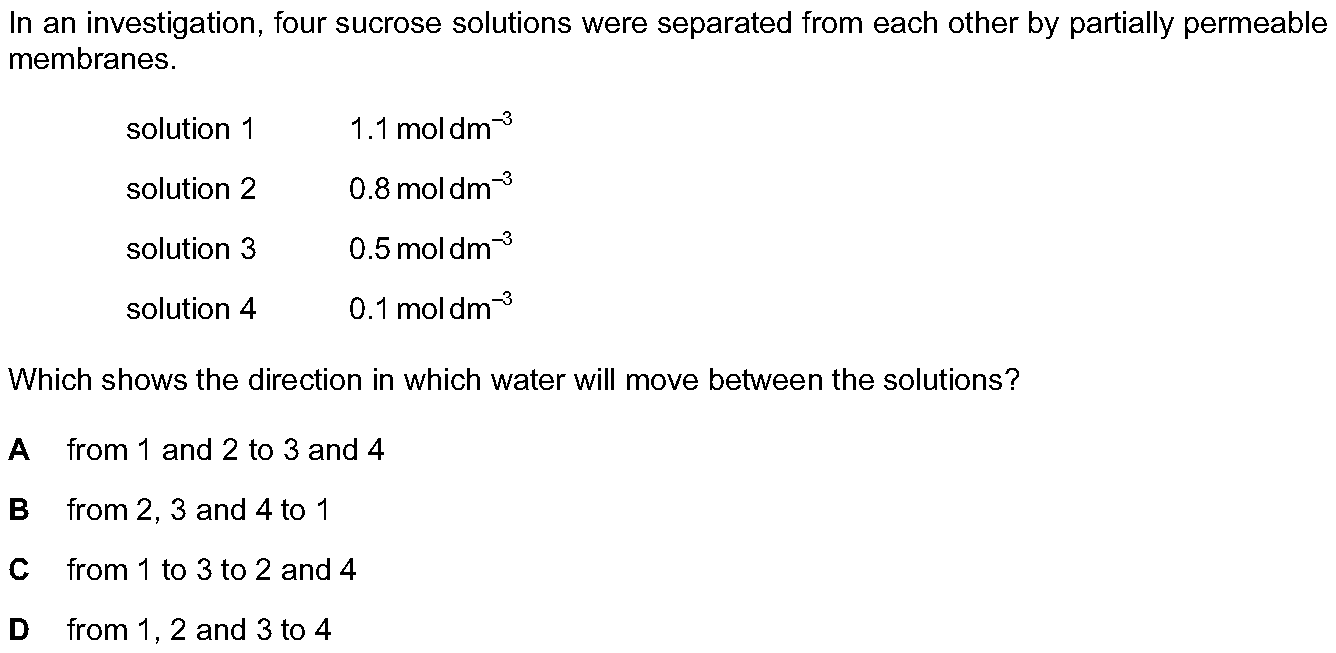 In an investigation, four sucrose solutions were separated from each other by partially permeable
membranes.
solution 1 1.1 mol dm⁻³
solution 2 0.8 mol dm⁻³
solution 3 0.5 mol dm⁻³
solution 4 0.1 mol dm⁻³
Which shows the direction in which water will move between the solutions?
A from 1 and 2 to 3 and 4
B from 2, 3 and 4 to 1
C from 1 to 3 to 2 and 4
D from 1, 2 and 3 to 4